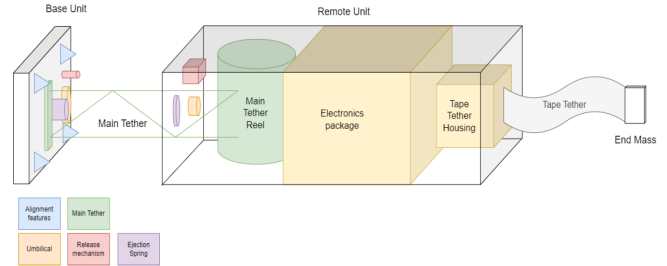 Base Unit
Remote Unit
Main Tether
Main
Tether
Reel
Electronics
package
Tape
Tether
Housing
Tape Tether
End Mass
Alignment
features
Main Tether
Umbilical
Release
mechanism
Ejection
Spring